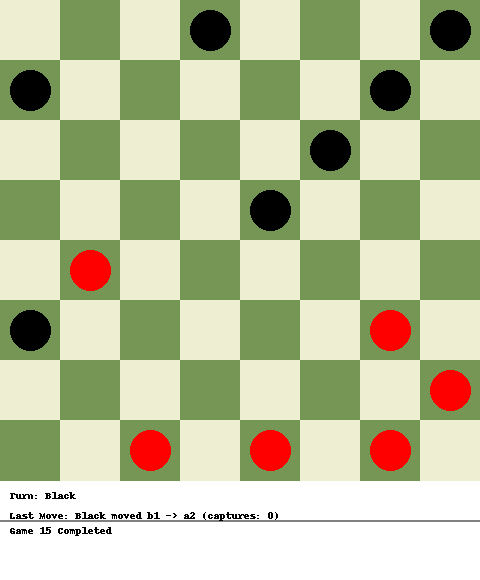 Turn: Black
Last Move: Black moved b1 -> a2 (captures: 0)
Game 15 Completed